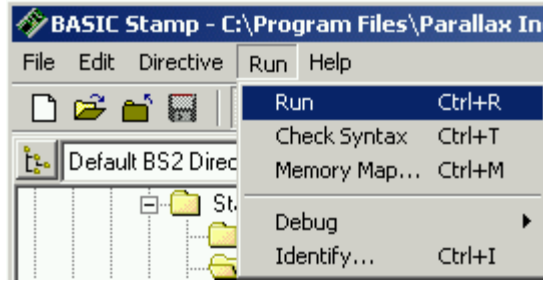 BASIC Stamp - C:\Program Files\Parallax In
File Edit Directive Run Help
Run Ctrl+R
Check Syntax Ctrl+T
Default BS2 Direc
Memory Map... Ctrl+M
St
Debug
Identify... Ctrl+I